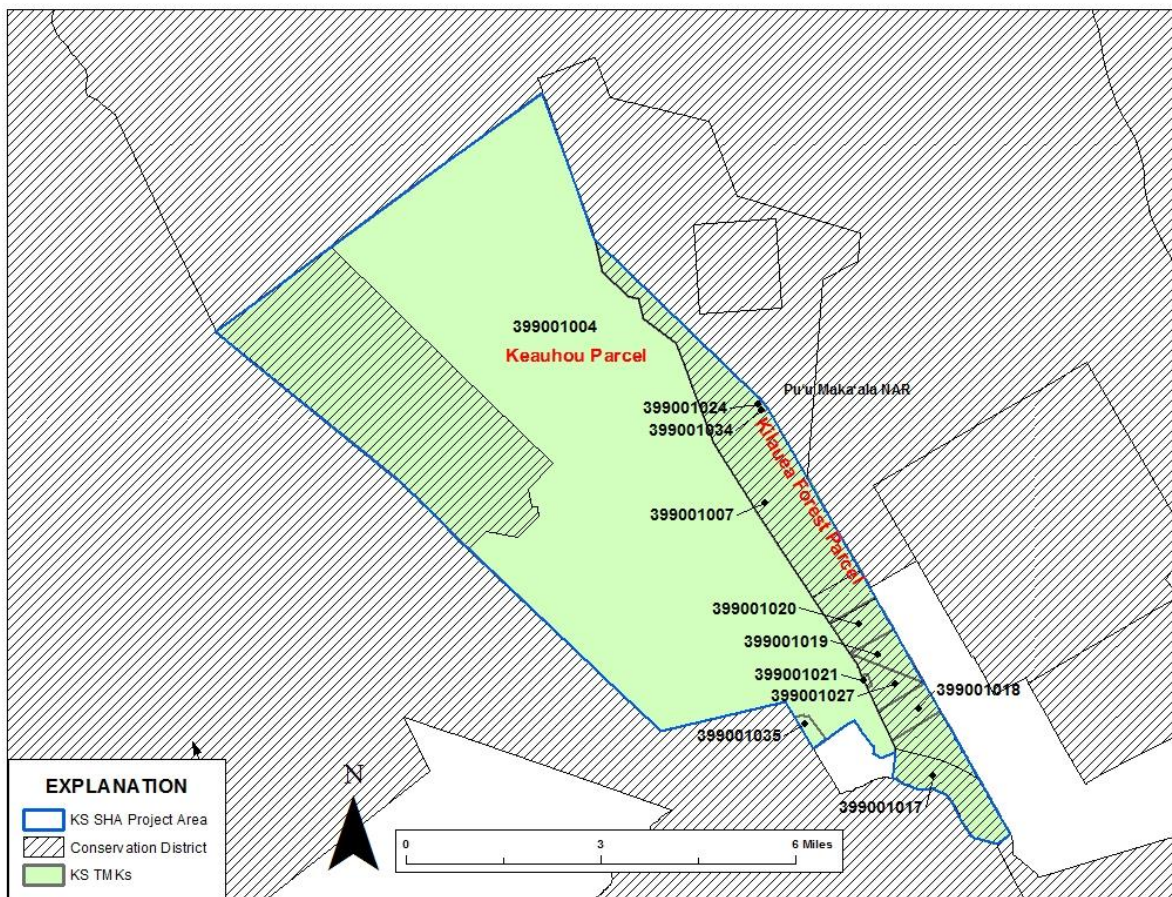 399001004
Keauhou Parcel
Pu'u Maka'ala NAR
399001024
399001034
Kilauea Forest Parcel
399001007
399001020
399001019
399001021
399001027
399001018
399001035
399001017
EXPLANATION
KS SHA Project Area
Conservation District
KS TMKs
N
0 3 6 Miles